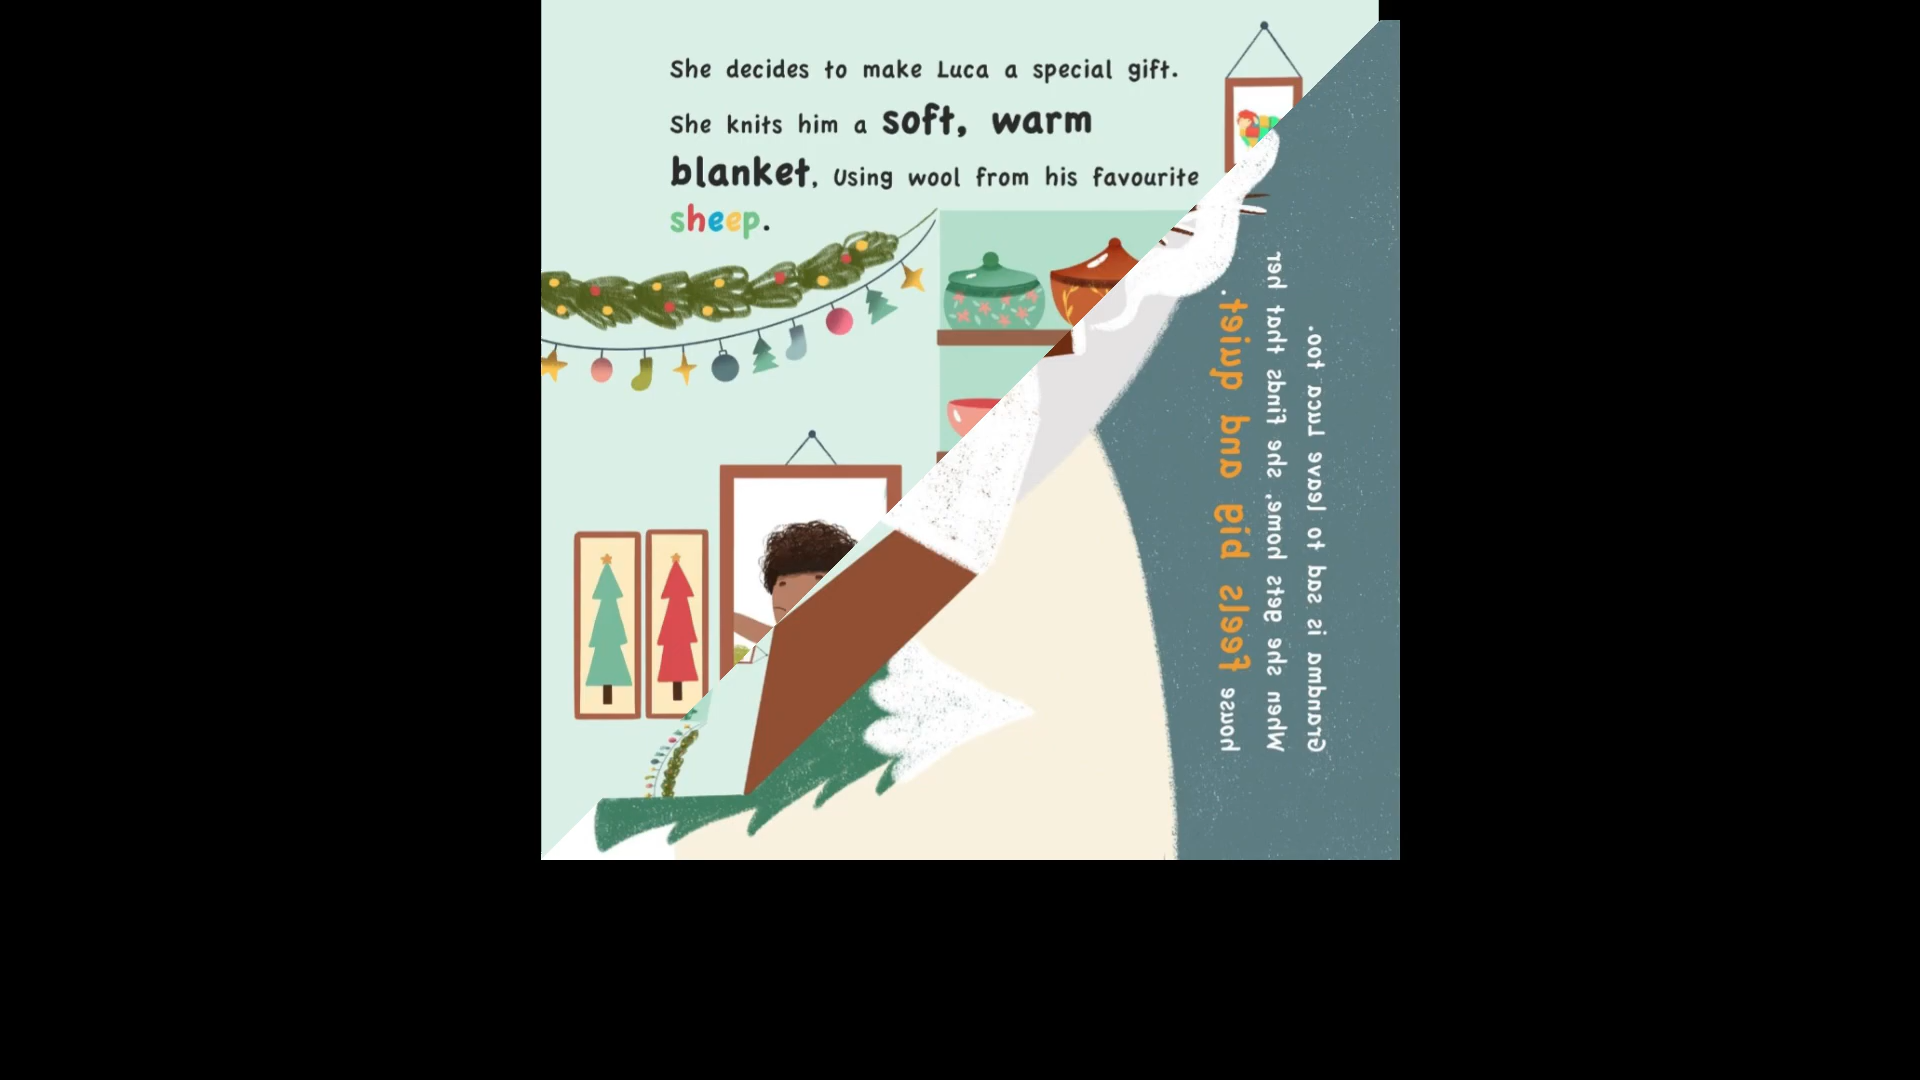 She decides to make Luca a special gift.
She knits him a soft, warm
blanket, Using wool from his favourite
sheep.
Grandma is sad to leave Luca too.
When she gets home, she finds that her
house feels big and quiet.